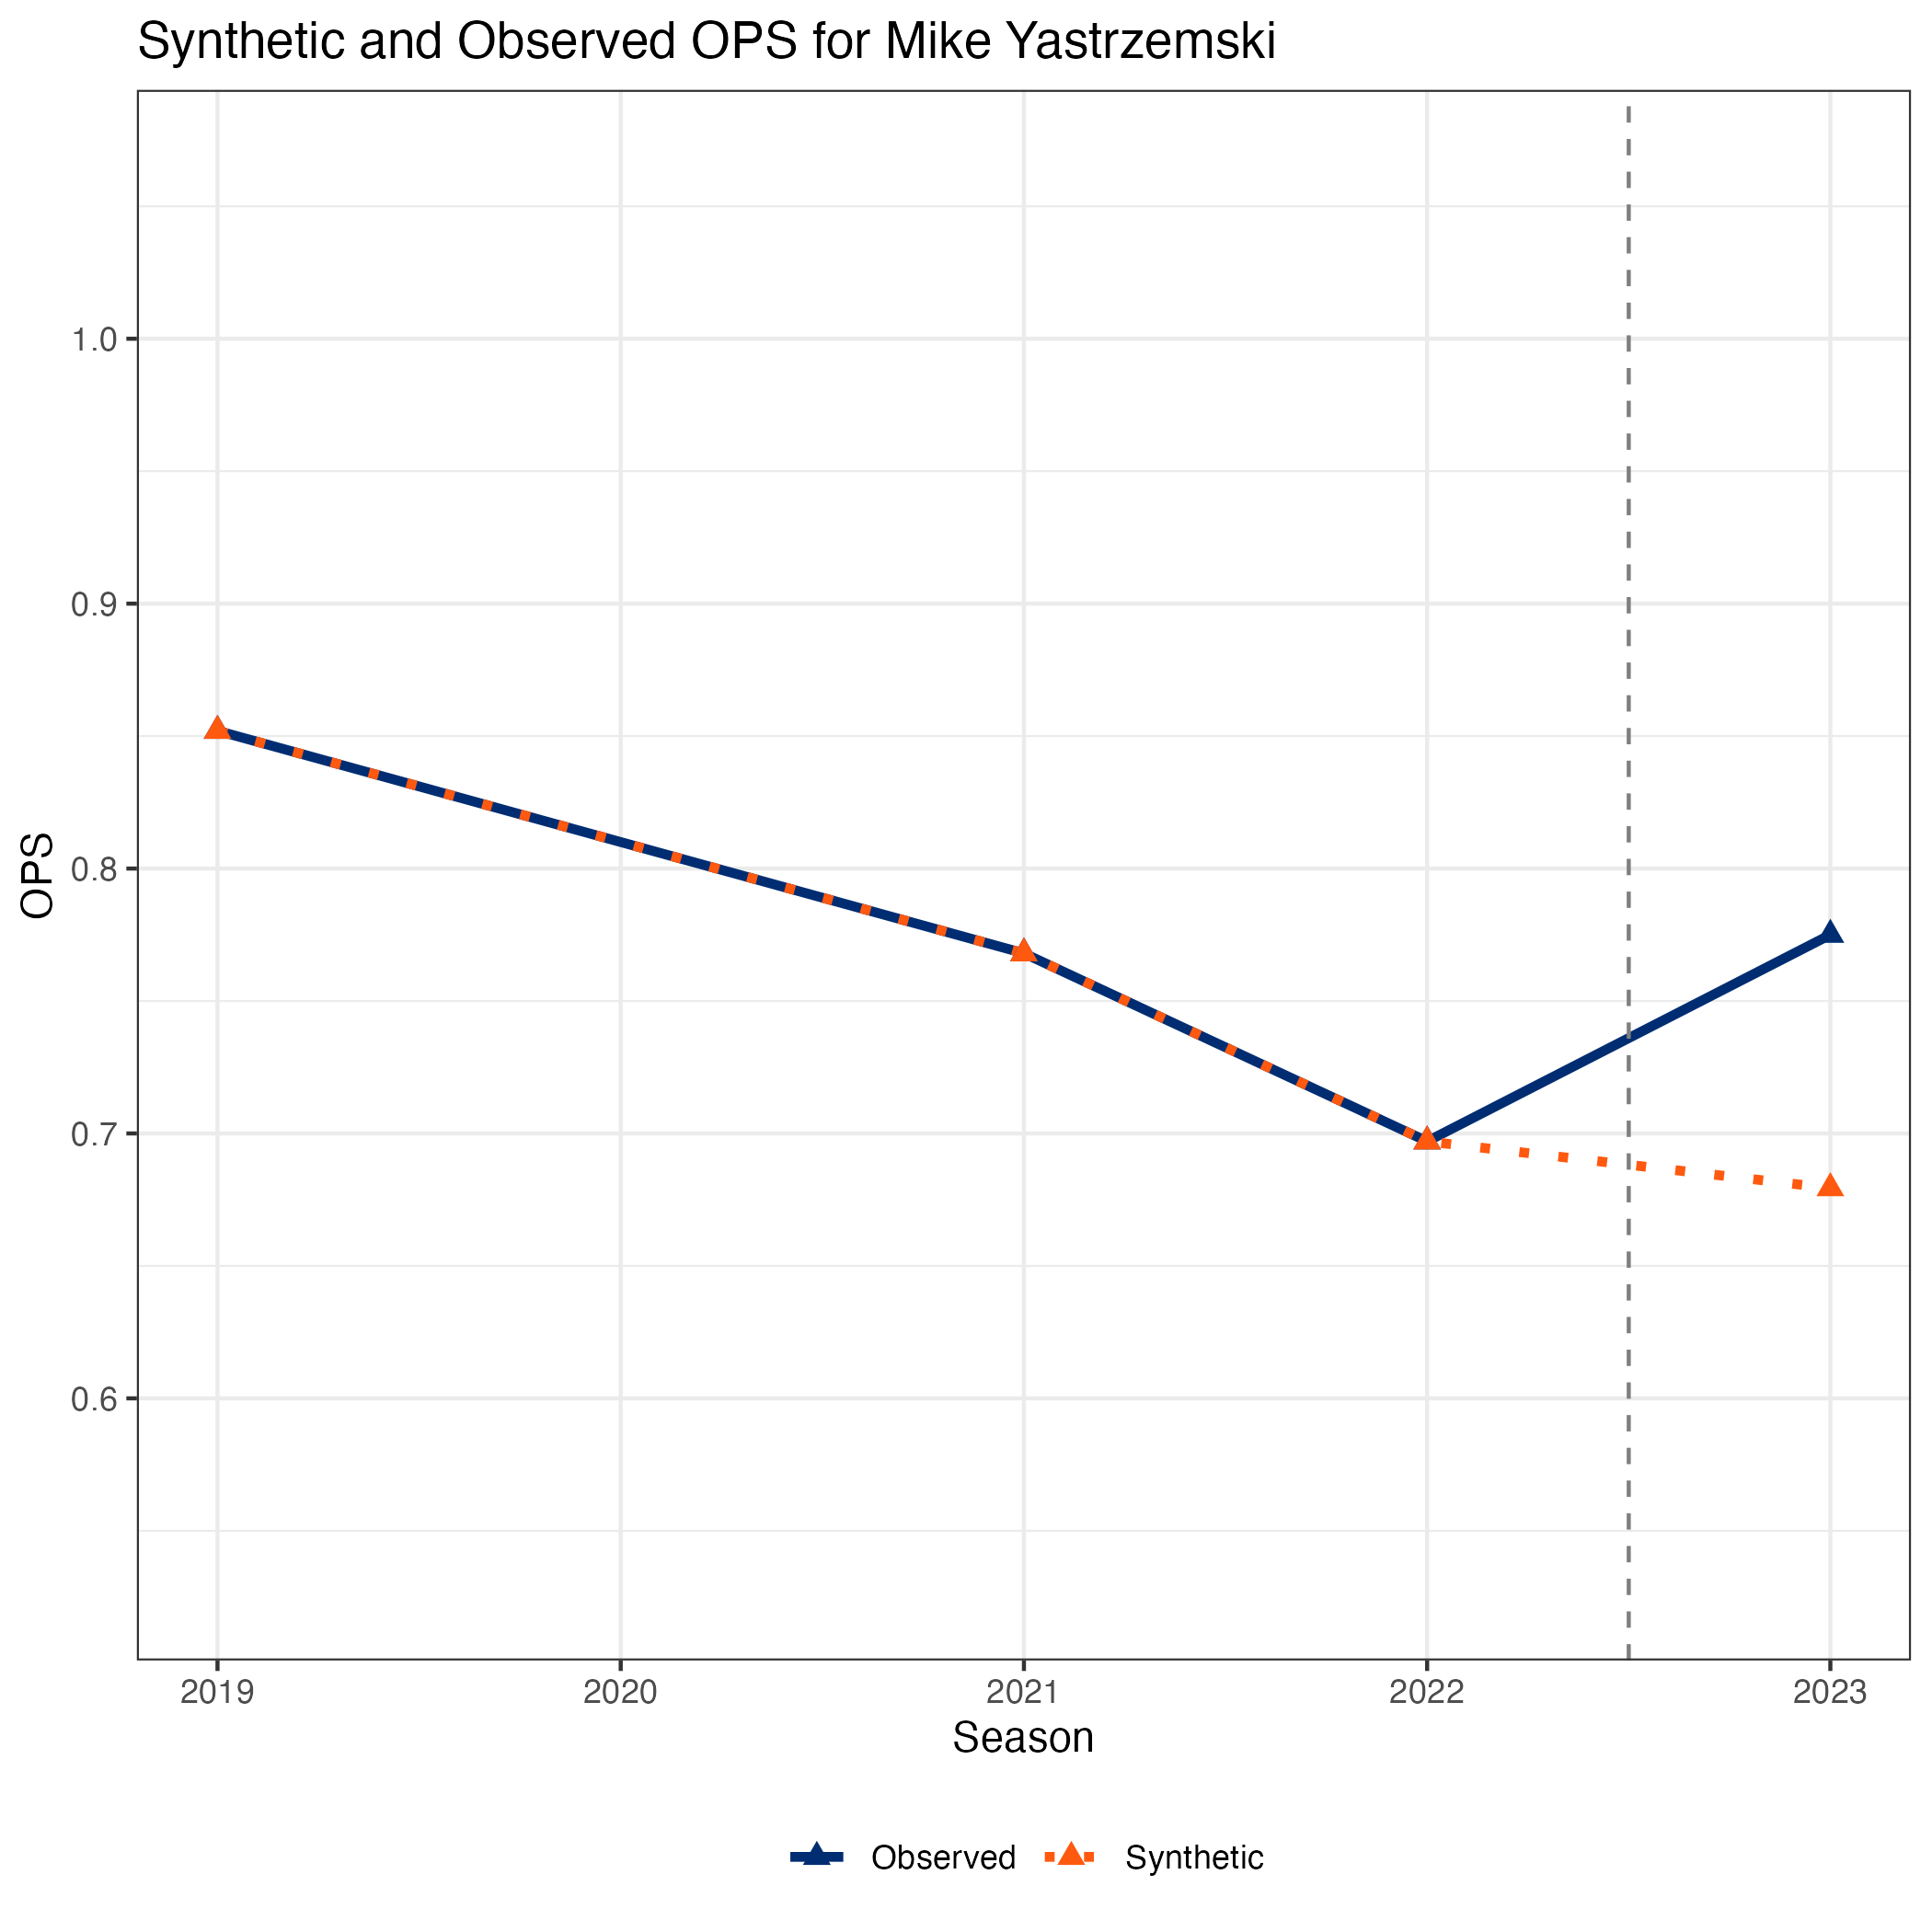 Synthetic and Observed OPS for Mike Yastrzemski
1.0
0.9
0.8
0.7
0.6
OPS
2019 2020 2021 2022 2023
Season
Observed Synthetic